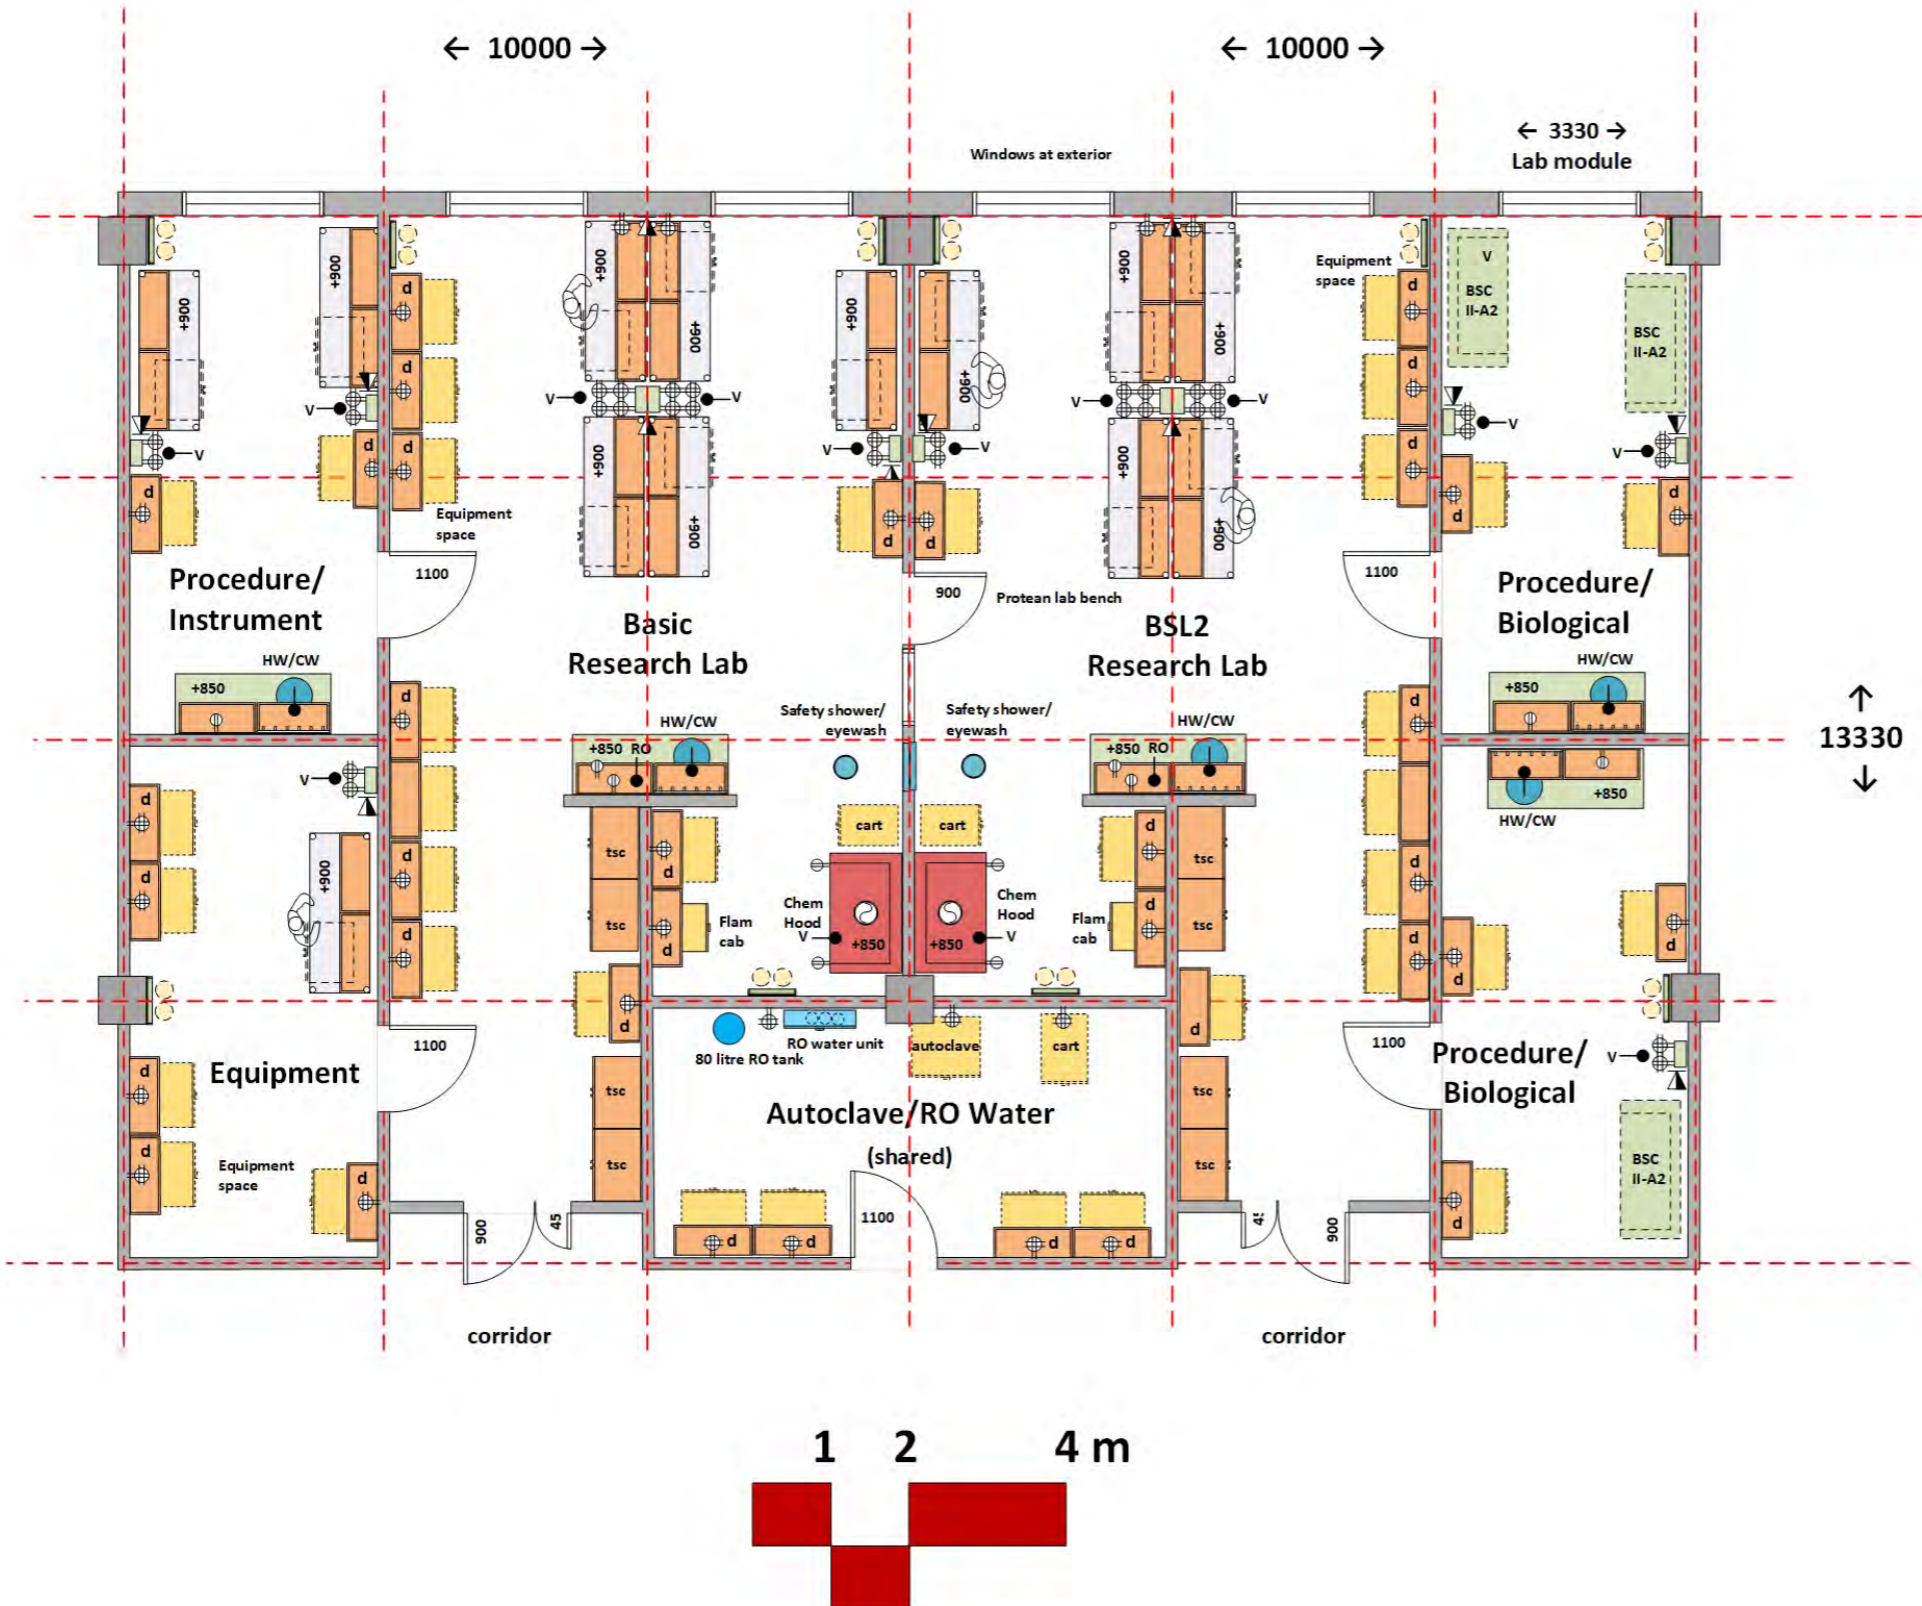 ← 10000 →
← 10000 →
← 3330 →
Lab module
Windows at exterior
+900
+900
d
Equipment
space
+900
+900
+900
+900
+900
+900
+900
Equipment
space
d
V
BSC
II-A2
BSC
II-A2
d
d
V
V
V
V
V
V
V
V
V
d
d
d
d
d
d
d
d
d
+900
+900
+900
+900
1100
900
Protean lab bench
1100
Procedure/
Instrument
Basic
Research Lab
BSL2
Research Lab
Procedure/
Biological
HW/CW
+850
HW/CW
+850
d
Safety shower/
eyewash
Safety shower/
eyewash
d
HW/CW
+850 RO
HW/CW
+850 RO
↑
13330
↓
V
d
cart
cart
+850
HW/CW
+900
tsc
d
d
tsc
d
d
tsc
d
Flam
cab
Chem
Hood
V
+850
+850
Chem
Hood
V
Flam
cab
d
tsc
d
d
d
d
d
d
1100
80 litre RO tank
RO water unit
autoclave
cart
d
1100
Procedure/
Biological
V
Equipment
Autoclave/RO Water
(shared)
d
d
tsc
tsc
tsc
tsc
BSC
II-A2
Equipment
space
d
900
45
d
d
1100
d
d
45
900
d
corridor
corridor
1 2 4 m